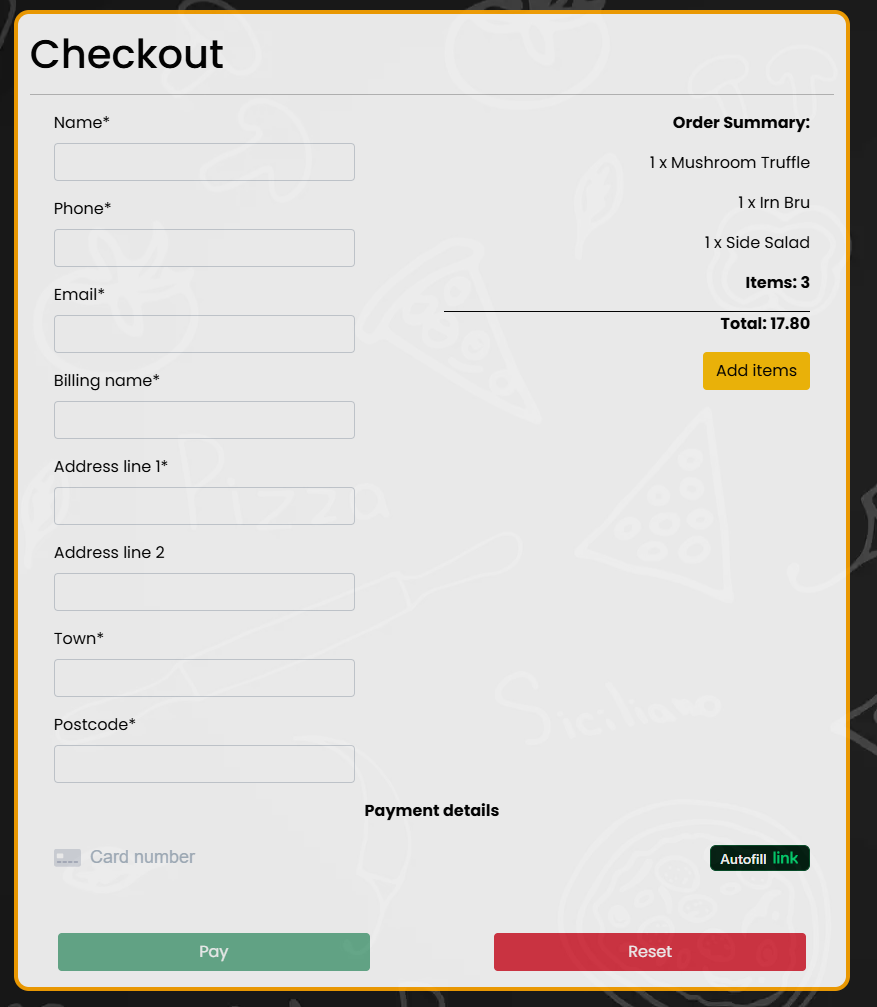 Checkout
Name*
Phone*
Email*
Billing name*
Address line 1*
Address line 2
Town*
Postcode*
Order Summary:
1 x Mushroom Truffle
1 x Irn Bru
1 x Side Salad
Items: 3
Total: 17.80
Add items
Pizza
Siciliano
Payment details
Card number
Autofill link
Pay
Reset